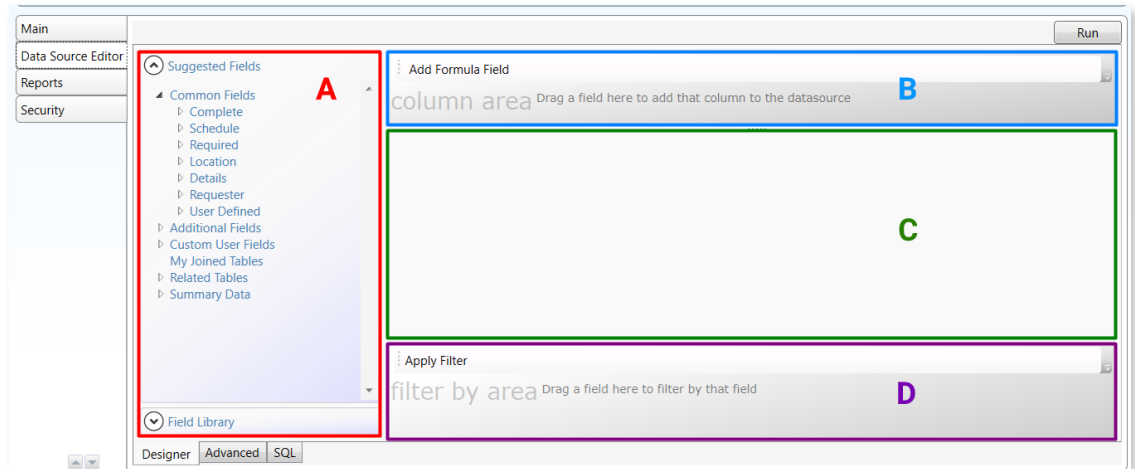 Main
Data Source Editor
Reports
Security
Run
Suggested Fields
A
Common Fields
Complete
Schedule
Required
Location
Details
Requester
User Defined
Additional Fields
Custom User Fields
My Joined Tables
Related Tables
Summary Data
Field Library
Add Formula Field
column area Drag a field here to add that column to the datasource
B
C
Apply Filter
filter by area Drag a field here to filter by that field
D
Designer Advanced SQL